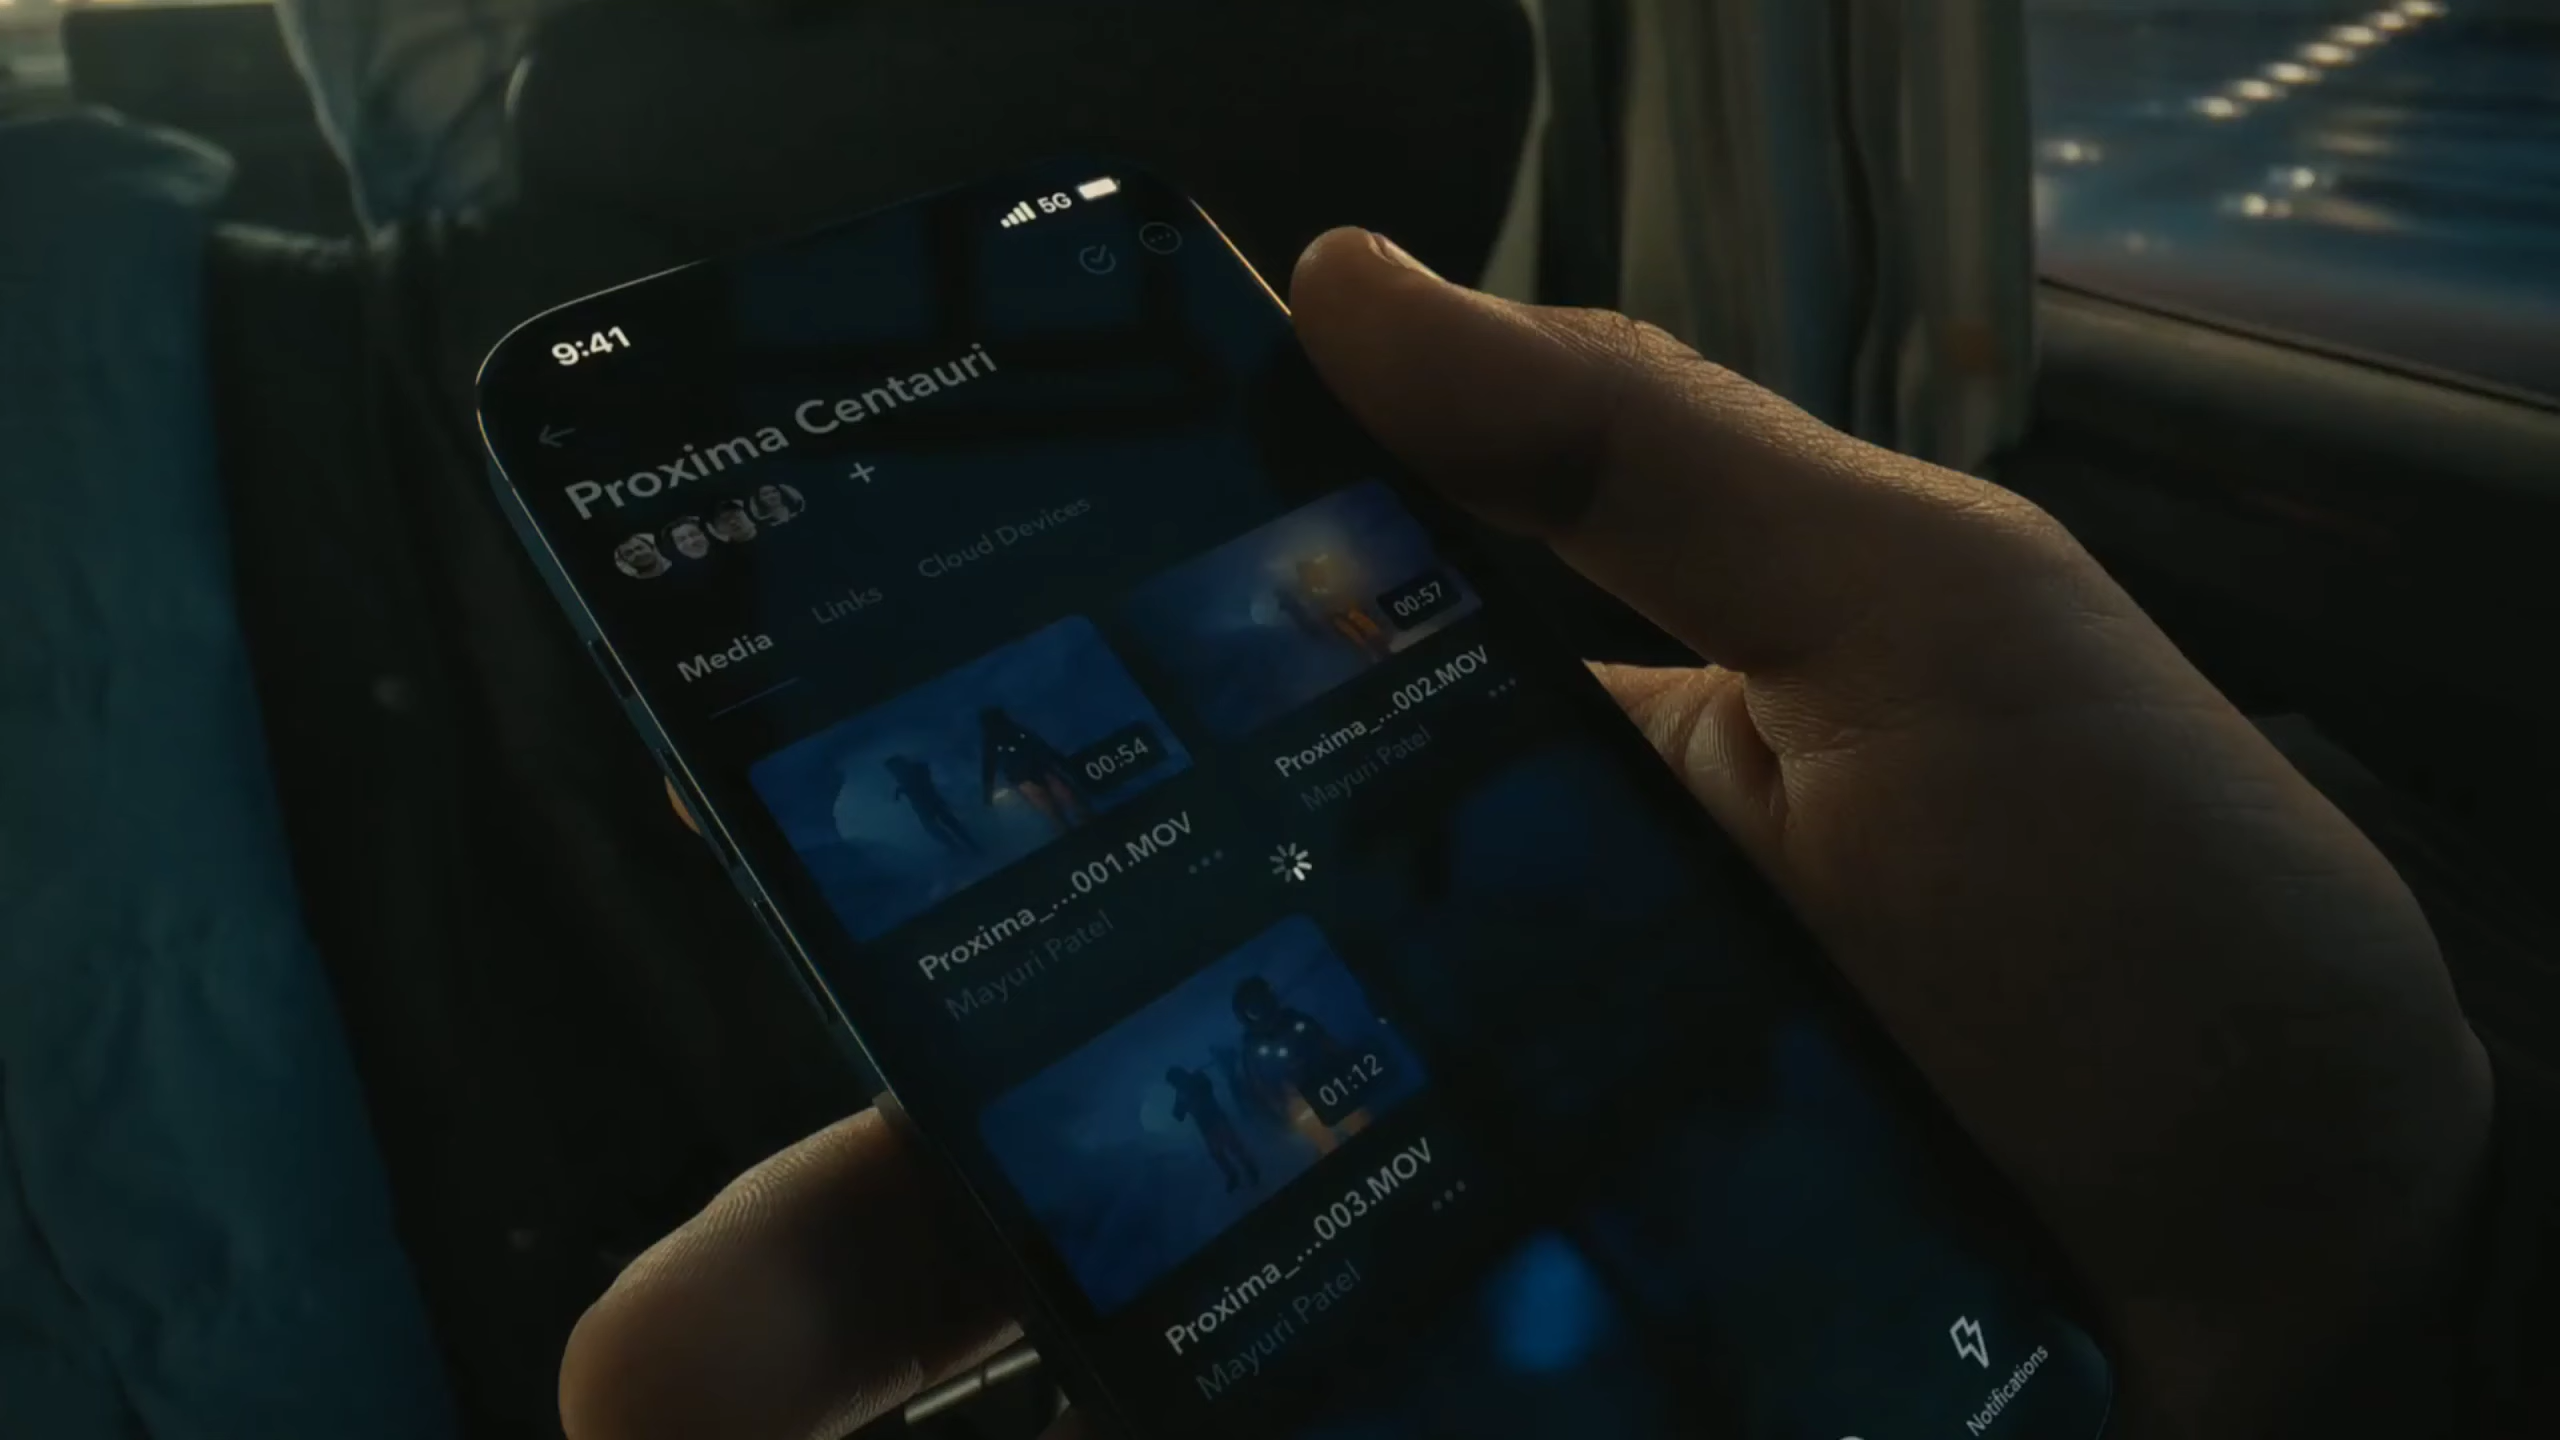 9:41
5G
Proxima Centauri
Media
Links
Cloud Devices
00:54
Proxima_...001.MOV
Mayuri Patel
00:57
Proxima_...002.MOV
Mayuri Patel
01:12
Proxima_...003.MOV
Mayuri Patel
Notifications